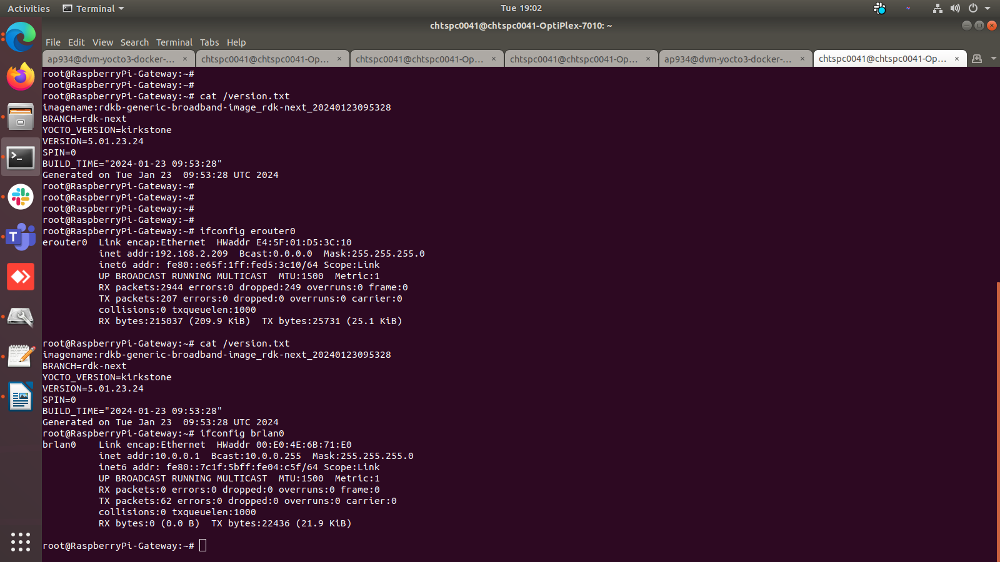 Activities Terminal Tue 19:02
chtspc0041@chtspc0041-OptiPlex-7010: ~
File Edit View Search Terminal Tabs Help
ap934@dvm-yocto3-docker-... × chtspc0041@chtspc0041-Op... × chtspc0041@chtspc0041-Op... × chtspc0041@chtspc0041-Op... × ap934@dvm-yocto3-docker-... × chtspc0041@chtspc0041-Op... ×
root@RaspberryPi-Gateway:~#
root@RaspberryPi-Gateway:~#
root@RaspberryPi-Gateway:~# cat /version.txt
imagename:rdkb-generic-broadband-image_rdk-next_20240123095328
BRANCH=rdk-next
YOCTO_VERSION=kirkstone
VERSION=5.01.23.24
SPIN=0
BUILD_TIME="2024-01-23 09:53:28"
Generated on Tue Jan 23  09:53:28 UTC 2024
root@RaspberryPi-Gateway:~#
root@RaspberryPi-Gateway:~#
root@RaspberryPi-Gateway:~#
root@RaspberryPi-Gateway:~#
root@RaspberryPi-Gateway:~# ifconfig erouter0
erouter0  Link encap:Ethernet  HWaddr E4:5F:01:D5:3C:10
          inet addr:192.168.2.209  Bcast:0.0.0.0  Mask:255.255.255.0
          inet6 addr: fe80::e65f:1ff:fed5:3c10/64 Scope:Link
          UP BROADCAST RUNNING MULTICAST  MTU:1500  Metric:1
          RX packets:2944 errors:0 dropped:249 overruns:0 frame:0
          TX packets:207 errors:0 dropped:0 overruns:0 carrier:0
          collisions:0 txqueuelen:1000
          RX bytes:215037 (209.9 KiB)  TX bytes:25731 (25.1 KiB)
root@RaspberryPi-Gateway:~# cat /version.txt
imagename:rdkb-generic-broadband-image_rdk-next_20240123095328
BRANCH=rdk-next
YOCTO_VERSION=kirkstone
VERSION=5.01.23.24
SPIN=0
BUILD_TIME="2024-01-23 09:53:28"
Generated on Tue Jan 23  09:53:28 UTC 2024
root@RaspberryPi-Gateway:~# ifconfig brlan0
brlan0    Link encap:Ethernet  HWaddr 00:E0:4E:6B:71:E0
          inet addr:10.0.0.1  Bcast:10.0.0.255  Mask:255.255.255.0
          inet6 addr: fe80::7c1f:5bff:fe04:c5f/64 Scope:Link
          UP BROADCAST RUNNING MULTICAST  MTU:1500  Metric:1
          RX packets:0 errors:0 dropped:0 overruns:0 frame:0
          TX packets:62 errors:0 dropped:0 overruns:0 carrier:0
          collisions:0 txqueuelen:1000
          RX bytes:0 (0.0 B)  TX bytes:22436 (21.9 KiB)
root@RaspberryPi-Gateway:~#